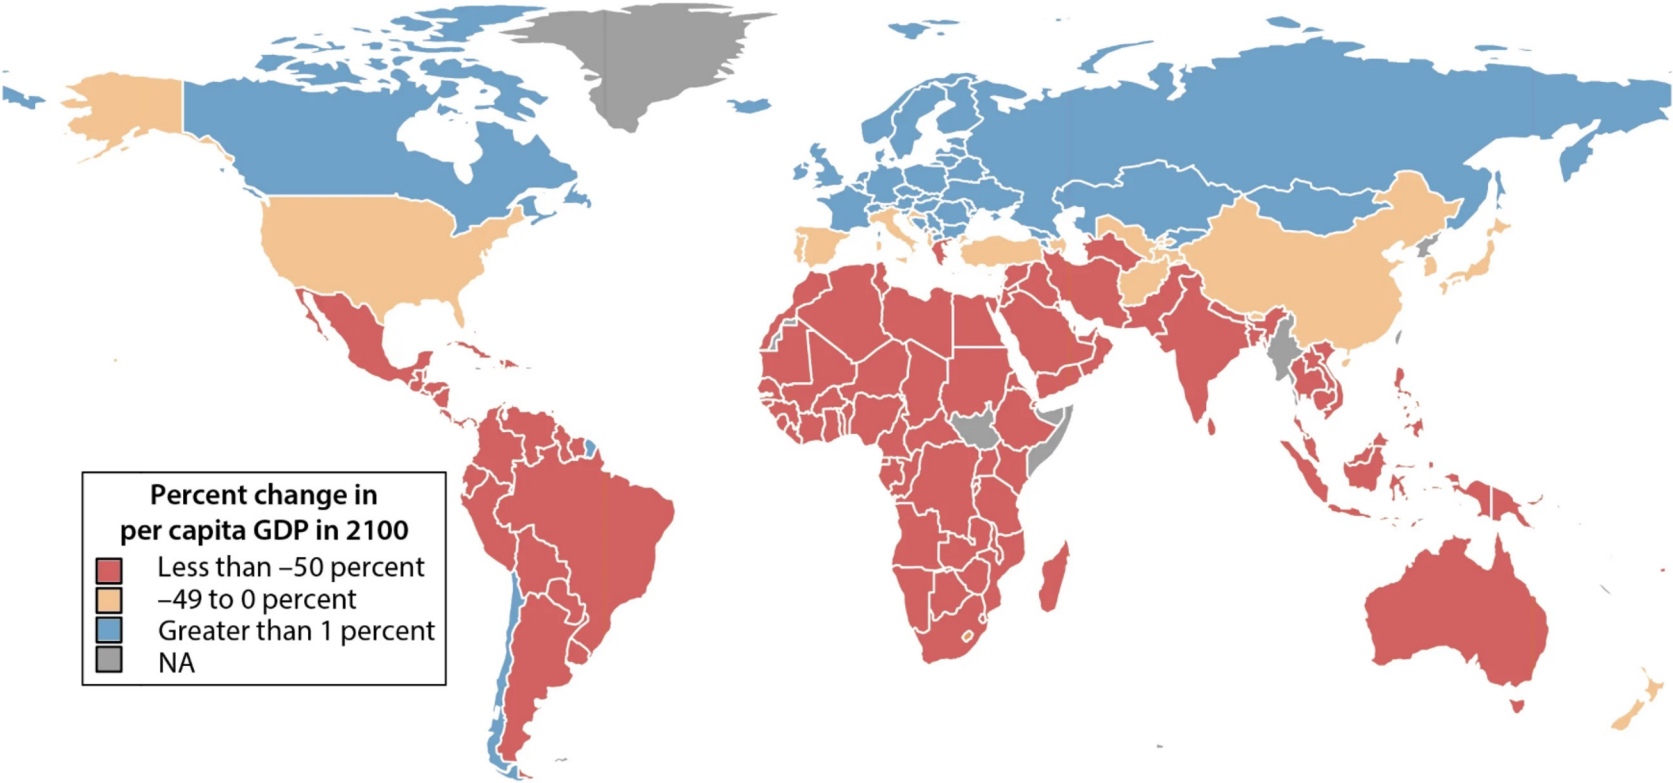 Percent change in
per capita GDP in 2100
Less than –50 percent
–49 to 0 percent
Greater than 1 percent
NA